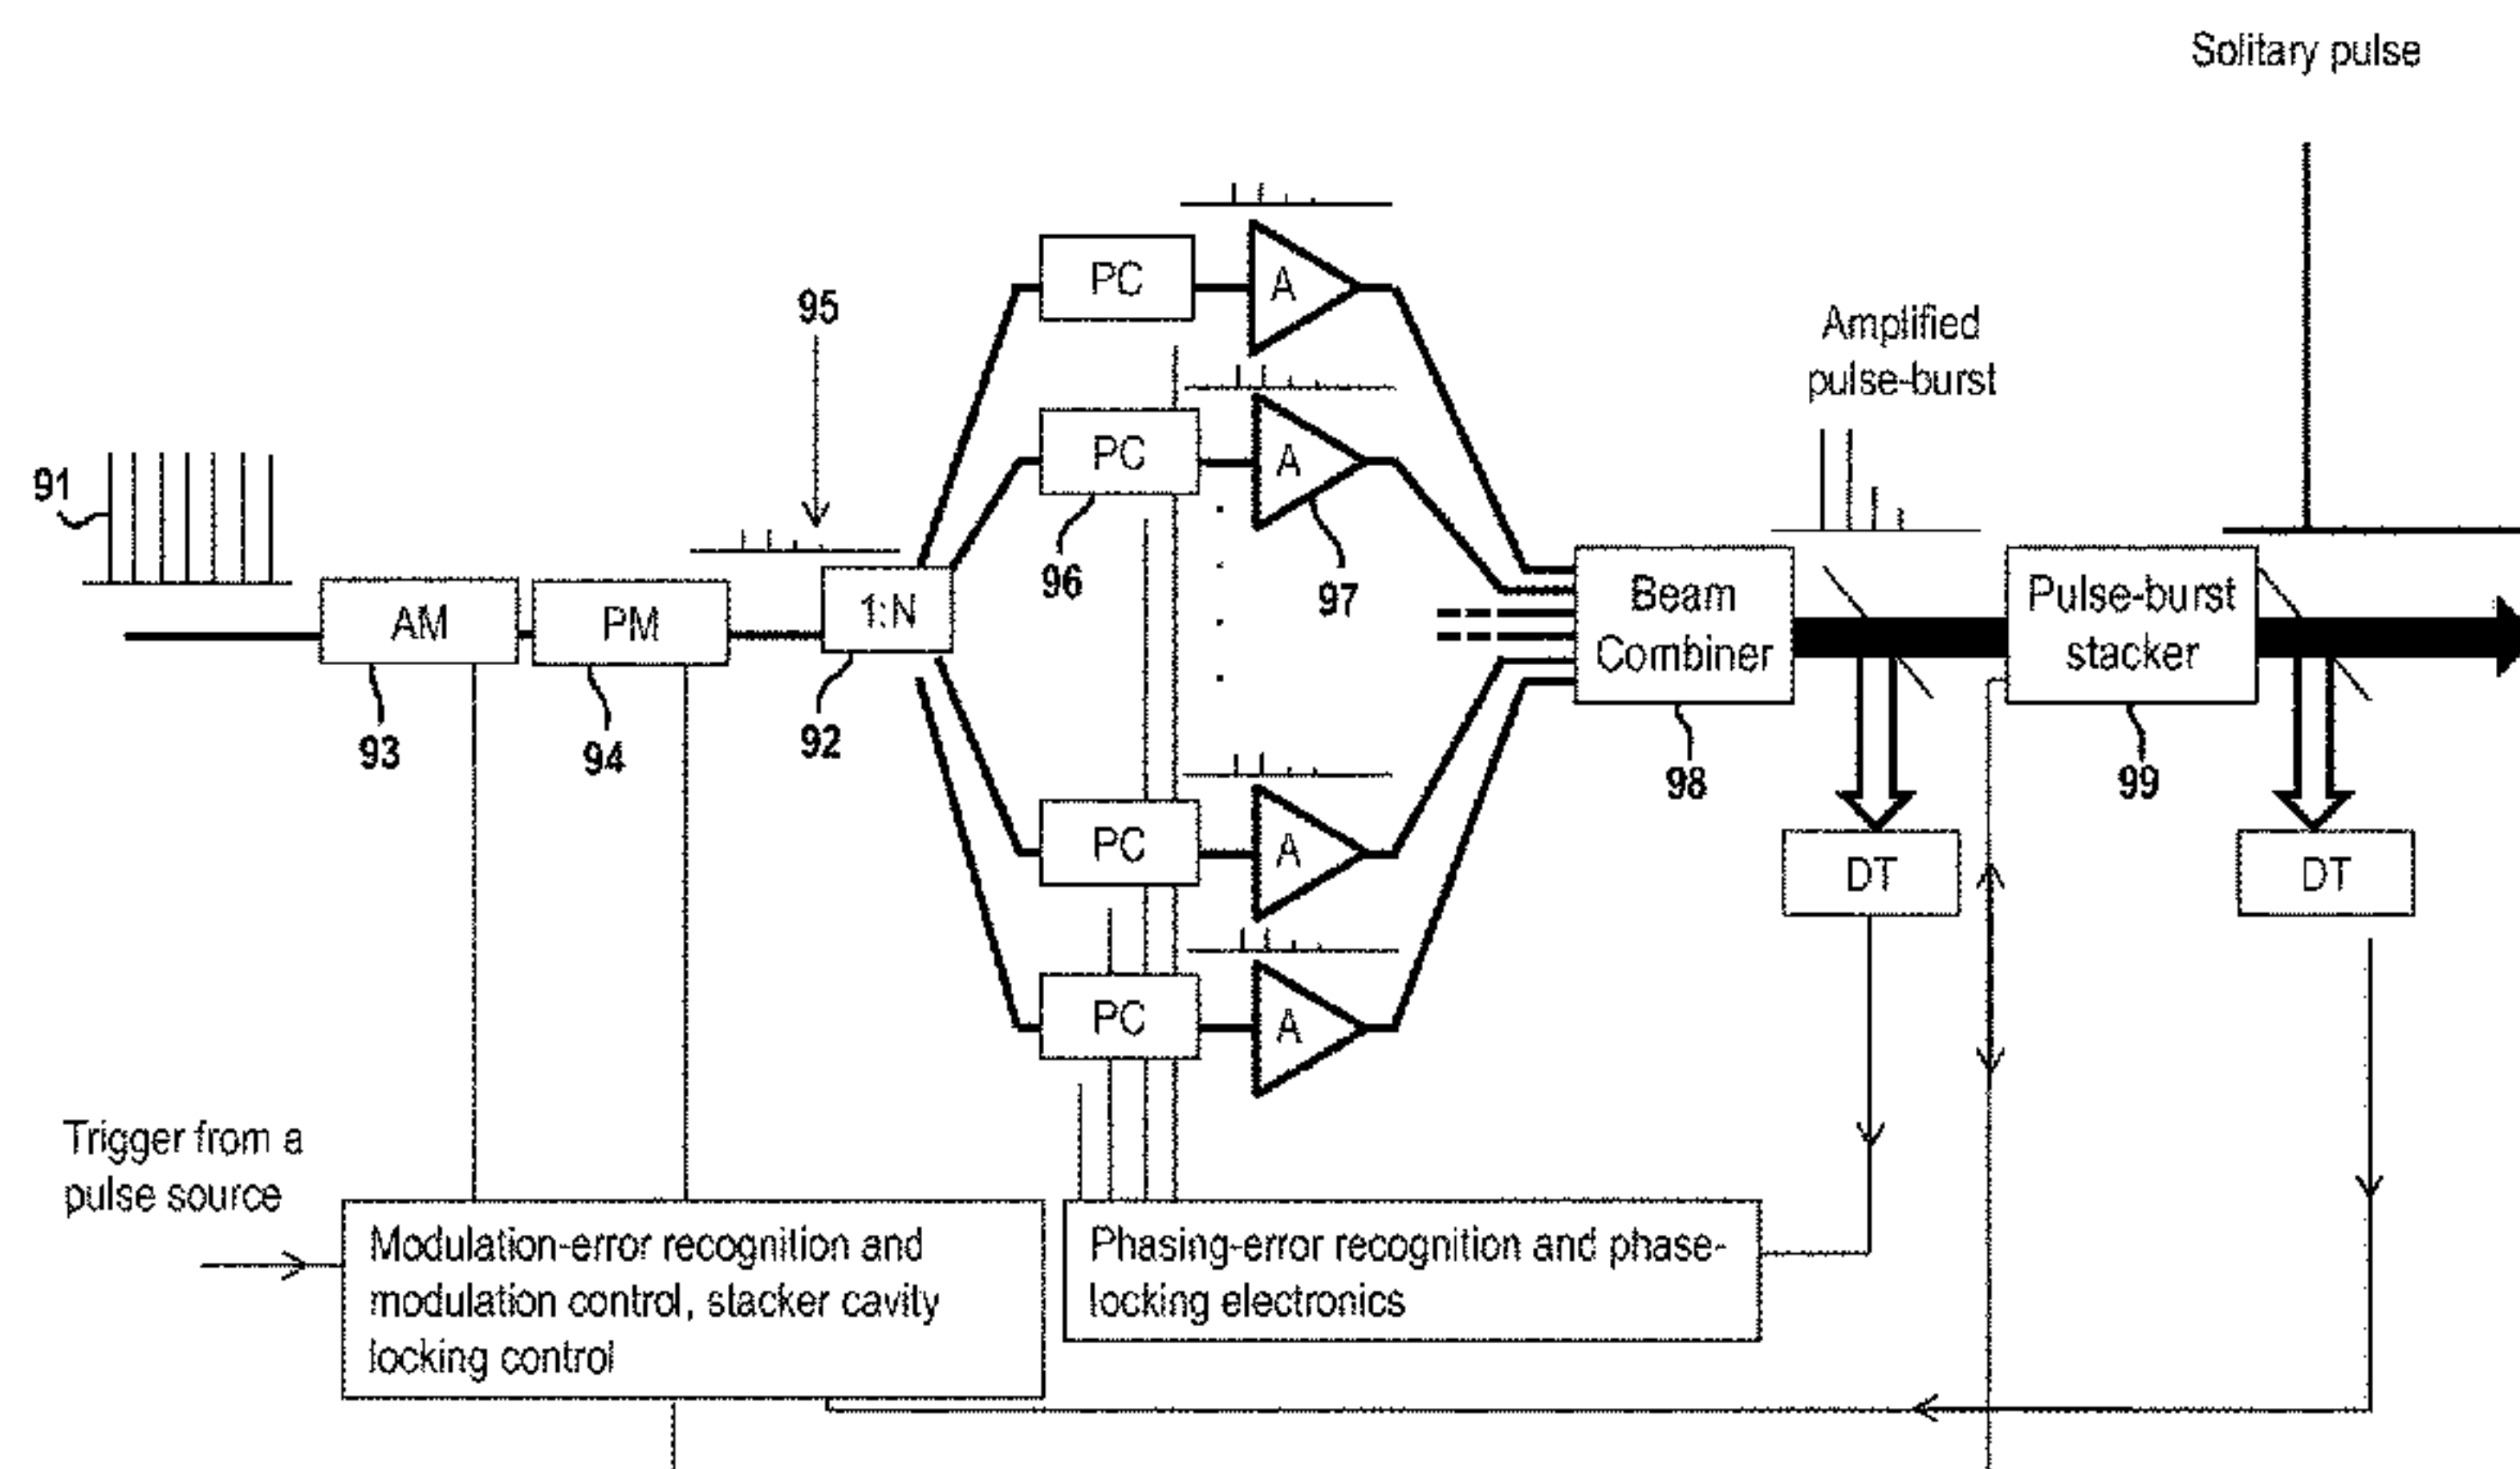 Solitary pulse
95
PC
A
Amplified
pulse-burst
91
PC
A
96
97
AM
PM
1:N
Beam
Combiner
Pulse-burst
stacker
93
94
92
98
99
PC
A
DT
DT
PC
A
Trigger from a
pulse source
Modulation-error recognition and
modulation control, stacker cavity
locking control
Phasing-error recognition and phase-
locking electronics